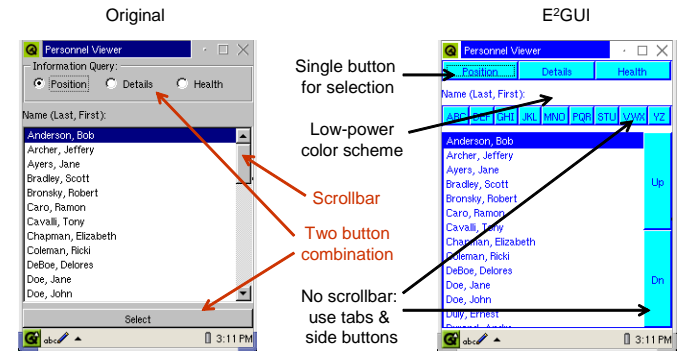 Original
Personnel Viewer
Information Query:
Position Details Health
Name (Last, First):
Anderson, Bob
Archer, Jeffery
Ayers, Jane
Bradley, Scott
Bronsky, Robert
Caro, Ramon
Cavalli, Tony
Chapman, Elizabeth
Coleman, Ricki
DeBoe, Delores
Doe, Jane
Doe, John
Select
abc 3:11 PM
Single button
for selection
Low-power
color scheme
Scrollbar
Two button
combination
No scrollbar:
use tabs &
side buttons
E²GUI
Personnel Viewer
Position Details Health
Name (Last, First):
ABC DEF GHI JKL MNO PQR STU VWX YZ
Anderson, Bob
Archer, Jeffery
Ayers, Jane
Bradley, Scott
Bronsky, Robert
Caro, Ramon
Cavalli, Tony
Chapman, Elizabeth
Coleman, Ricki
DeBoe, Delores
Doe, Jane
Doe, John
Duly, Ernest
Up
Dn
abc 3:11 PM